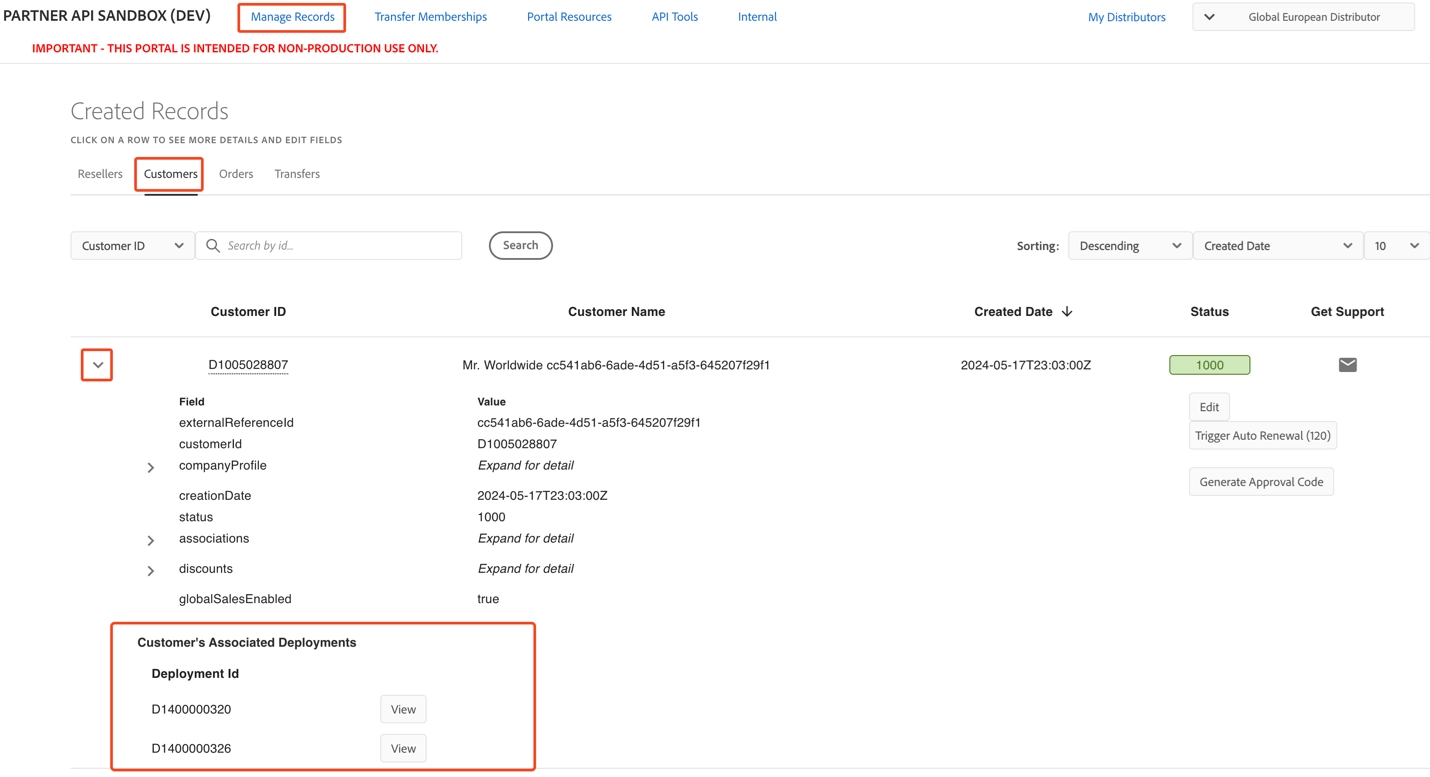 PARTNER API SANDBOX (DEV) Manage Records Transfer Memberships Portal Resources API Tools Internal My Distributors Global European Distributor
IMPORTANT - THIS PORTAL IS INTENDED FOR NON-PRODUCTION USE ONLY.
Created Records
CLICK ON A ROW TO SEE MORE DETAILS AND EDIT FIELDS
Resellers Customers Orders Transfers
Customer ID Search by id... Search Sorting: Descending Created Date 10
Customer ID Customer Name Created Date Status Get Support
D1005028807 Mr. Worldwide cc541ab6-6ade-4d51-a5f3-645207f29f1 2024-05-17T23:03:00Z 1000
Field Value
Edit
externalReferenceId cc541ab6-6ade-4d51-a5f3-645207f29f1
customerId D1005028807
Trigger Auto Renewal (120)
companyProfile Expand for detail
Generate Approval Code
creationDate 2024-05-17T23:03:00Z
status 1000
associations Expand for detail
discounts Expand for detail
globalSalesEnabled true
Customer's Associated Deployments
Deployment Id
D1400000320 View
D1400000326 View